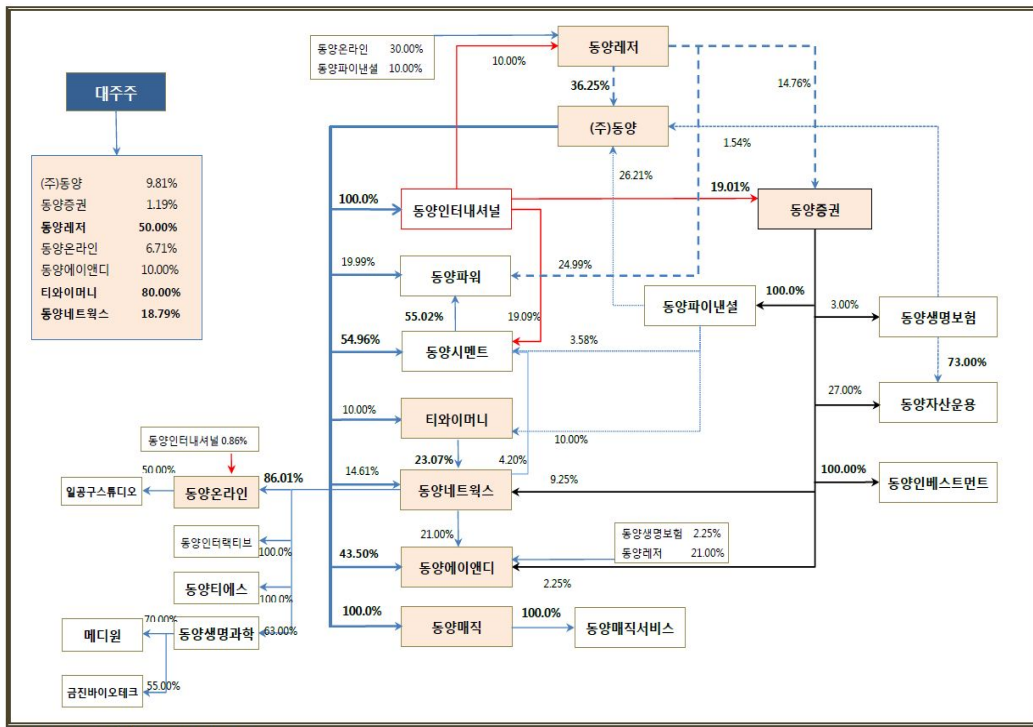 동양온라인 30.00%
동양파이낸셜 10.00%
10.00%
동양레저
36.25%
14.76%
대주주
(주)동양
1.54%
(주)동양 9.81%
동양증권 1.19%
동양레저 50.00%
동양온라인 6.71%
동양에이앤디 10.00%
티와이머니 80.00%
동양네트웍스 18.79%
26.21%
100.0%
동양인터내셔널
19.01%
동양증권
19.99%
동양파워
24.99%
동양파이낸셜
100.0%
3.00%
동양생명보험
55.02%
19.09%
54.96%
동양시멘트
3.58%
73.00%
10.00%
티와이머니
27.00%
동양자산운용
동양인터내셔널 0.86%
10.00%
23.07%
4.20%
50.00%
86.01%
14.61%
일공구스튜디오
동양온라인
동양네트웍스
9.25%
100.00%
동양인베스트먼트
동양인터랙티브
100.0%
21.00%
동양생명보험 2.25%
동양레저 21.00%
43.50%
동양에이앤디
2.25%
동양티에스
100.0%
70.00%
메디원
동양생명과학
63.00%
100.0%
동양매직
100.0%
동양매직서비스
금진바이오테크
55.00%